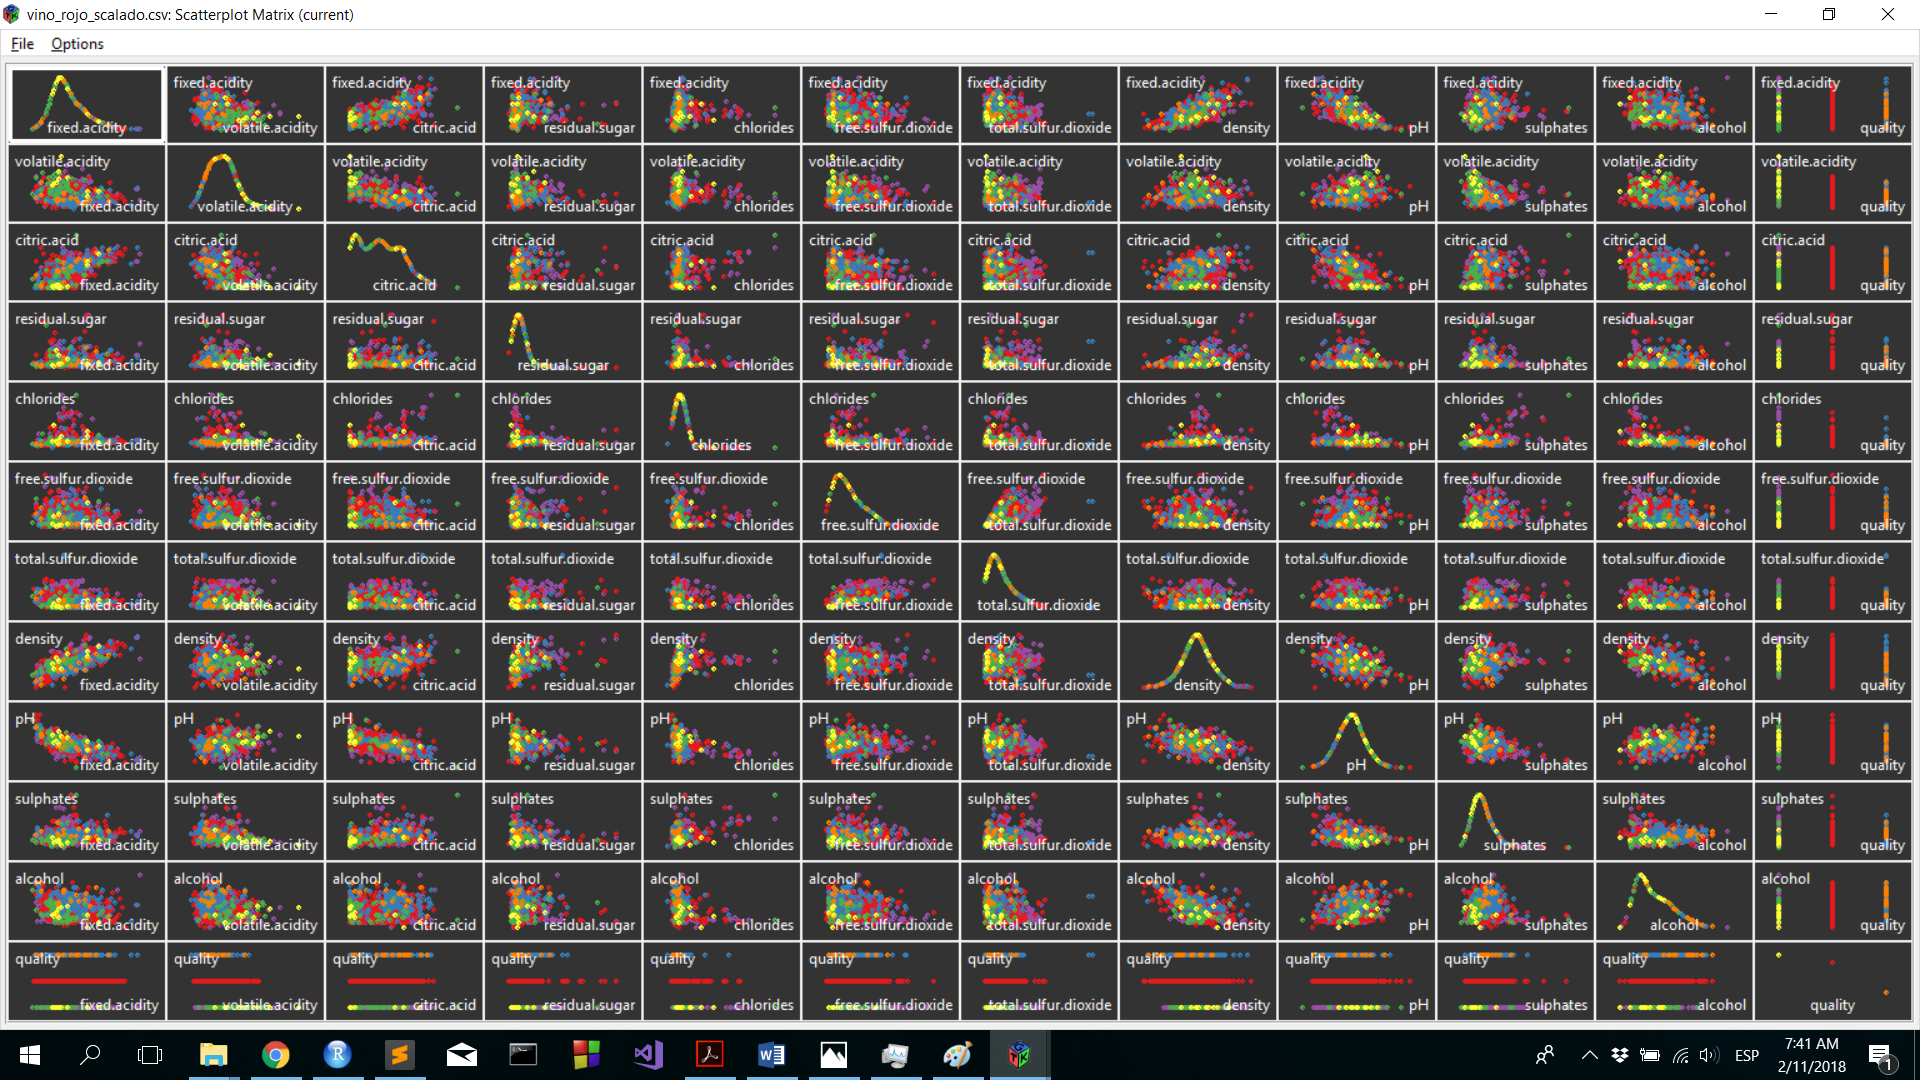 vino_rojo_scalado.csv: Scatterplot Matrix (current)
File Options
fixed.acidity fixed.acidity fixed.acidity fixed.acidity fixed.acidity fixed.acidity fixed.acidity fixed.acidity fixed.acidity fixed.acidity fixed.acidity
fixed.acidity volatile.acidity citric.acid residual.sugar chlorides free.sulfur.dioxide total.sulfur.dioxide density pH sulphates alcohol quality
volatile.acidity volatile.acidity volatile.acidity volatile.acidity volatile.acidity volatile.acidity volatile.acidity volatile.acidity volatile.acidity volatile.acidity volatile.acidity
fixed.acidity volatile.acidity citric.acid residual.sugar chlorides free.sulfur.dioxide total.sulfur.dioxide density pH sulphates alcohol quality
citric.acid citric.acid citric.acid citric.acid citric.acid citric.acid citric.acid citric.acid citric.acid citric.acid citric.acid
fixed.acidity volatile.acidity citric.acid residual.sugar chlorides free.sulfur.dioxide total.sulfur.dioxide density pH sulphates alcohol quality
residual.sugar residual.sugar residual.sugar residual.sugar residual.sugar residual.sugar residual.sugar residual.sugar residual.sugar residual.sugar residual.sugar
fixed.acidity volatile.acidity citric.acid residual.sugar chlorides free.sulfur.dioxide total.sulfur.dioxide density pH sulphates alcohol quality
chlorides chlorides chlorides chlorides chlorides chlorides chlorides chlorides chlorides chlorides chlorides
fixed.acidity volatile.acidity citric.acid residual.sugar chlorides free.sulfur.dioxide total.sulfur.dioxide density pH sulphates alcohol quality
free.sulfur.dioxide free.sulfur.dioxide free.sulfur.dioxide free.sulfur.dioxide free.sulfur.dioxide free.sulfur.dioxide free.sulfur.dioxide free.sulfur.dioxide free.sulfur.dioxide free.sulfur.dioxide free.sulfur.dioxide
fixed.acidity volatile.acidity citric.acid residual.sugar chlorides free.sulfur.dioxide total.sulfur.dioxide density pH sulphates alcohol quality
total.sulfur.dioxide total.sulfur.dioxide total.sulfur.dioxide total.sulfur.dioxide total.sulfur.dioxide total.sulfur.dioxide total.sulfur.dioxide total.sulfur.dioxide total.sulfur.dioxide total.sulfur.dioxide total.sulfur.dioxide
fixed.acidity volatile.acidity citric.acid residual.sugar chlorides free.sulfur.dioxide total.sulfur.dioxide density pH sulphates alcohol quality
density density density density density density density density density density density
fixed.acidity volatile.acidity citric.acid residual.sugar chlorides free.sulfur.dioxide total.sulfur.dioxide density pH sulphates alcohol quality
pH pH pH pH pH pH pH pH pH pH pH
fixed.acidity volatile.acidity citric.acid residual.sugar chlorides free.sulfur.dioxide total.sulfur.dioxide density pH sulphates alcohol quality
sulphates sulphates sulphates sulphates sulphates sulphates sulphates sulphates sulphates sulphates sulphates
fixed.acidity volatile.acidity citric.acid residual.sugar chlorides free.sulfur.dioxide total.sulfur.dioxide density pH sulphates alcohol quality
alcohol alcohol alcohol alcohol alcohol alcohol alcohol alcohol alcohol alcohol alcohol
fixed.acidity volatile.acidity citric.acid residual.sugar chlorides free.sulfur.dioxide total.sulfur.dioxide density pH sulphates alcohol quality
quality quality quality quality quality quality quality quality quality quality quality
fixed.acidity volatile.acidity citric.acid residual.sugar chlorides free.sulfur.dioxide total.sulfur.dioxide density pH sulphates alcohol quality
ESP
7:41 AM
2/11/2018
1